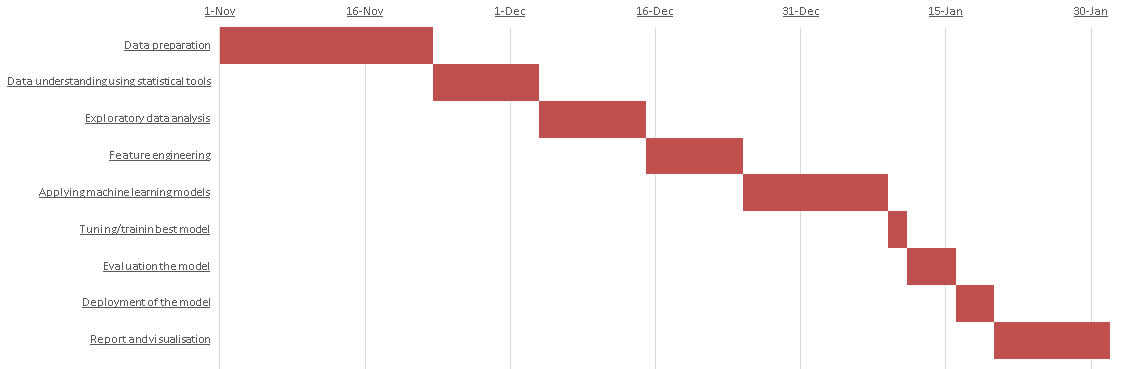 1-Nov 16-Nov 1-Dec 16-Dec 31-Dec 15-Jan 30-Jan
Data preparation
Data understanding using statistical tools
Exploratory data analysis
Feature engineering
Applying machine learning models
Tuning/trainin best model
Evaluation the model
Deployment of the model
Report and visualisation